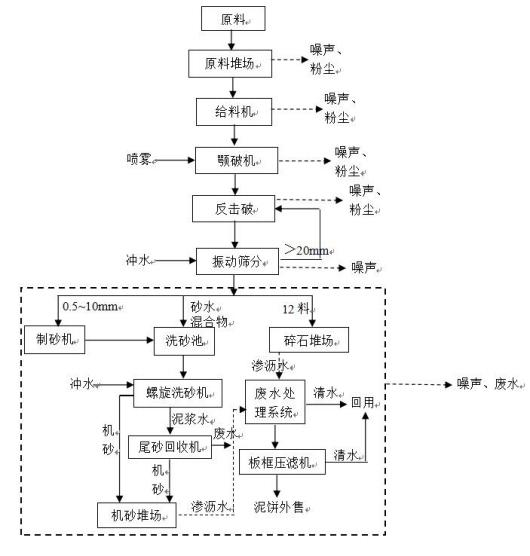 原料
原料堆场
噪声、
粉尘
给料机
噪声、
粉尘
喷雾
颚破机
噪声、
粉尘
反击破
噪声、
粉尘
冲水
振动筛分
＞20mm
噪声
0.5~10mm
砂水
混合物
12 料
制砂机
洗砂池
碎石堆场
渗沥水
冲水
螺旋洗砂机
废水处
理系统
清水
回用
噪声、废水
泥浆水
机
砂
尾砂回收机
废水
板框压滤机
清水
机
砂
机砂堆场
渗沥水
泥饼外售